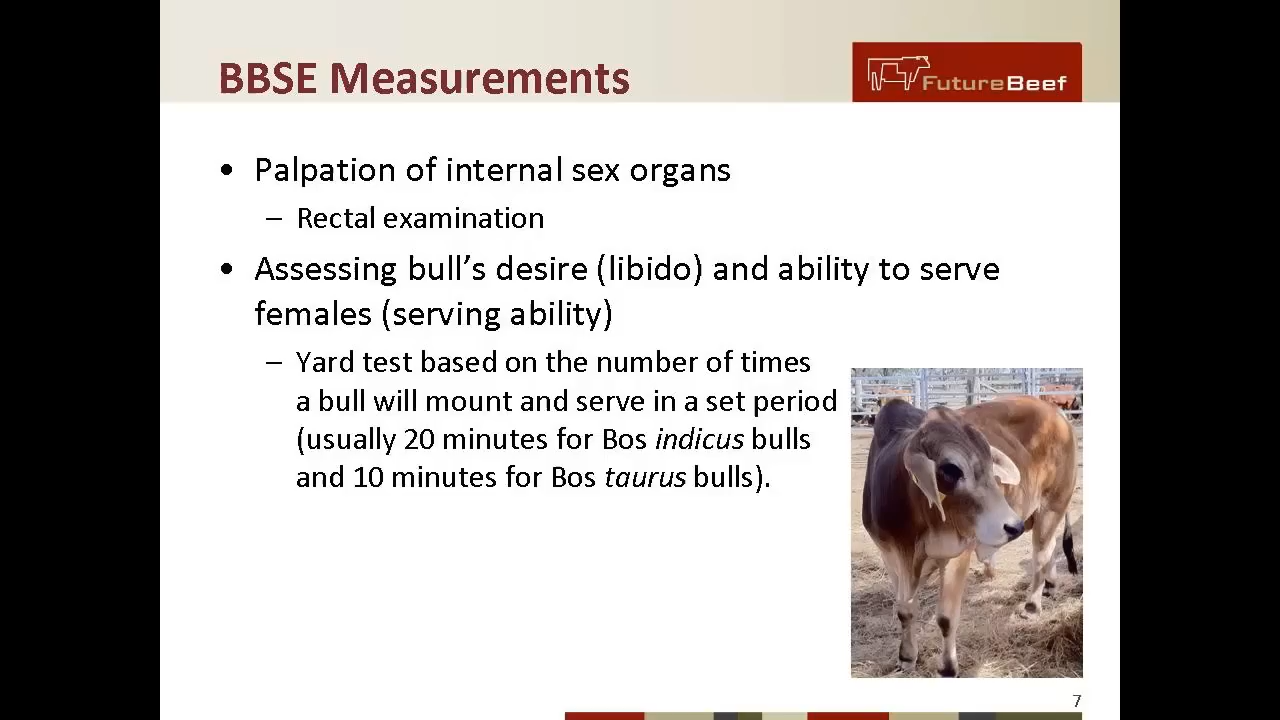 BBSE Measurements
FutureBeef
• Palpation of internal sex organs
– Rectal examination
• Assessing bull’s desire (libido) and ability to serve
females (serving ability)
– Yard test based on the number of times
a bull will mount and serve in a set period
(usually 20 minutes for Bos indicus bulls
and 10 minutes for Bos taurus bulls).
7